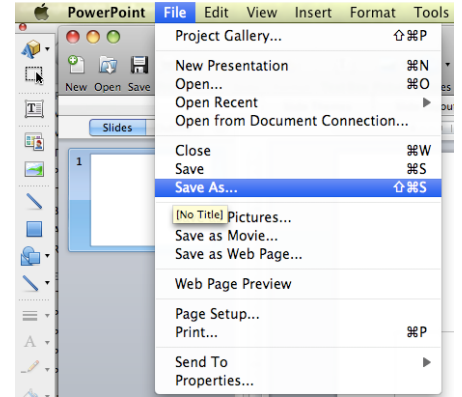 PowerPoint File Edit View Insert Format Tools
Project Gallery... ⇧⌘P
New Presentation ⌘N
New Open Save
Open... ⌘O
Open Recent
Open from Document Connection...
Slides
Close ⌘W
1
Save ⌘S
Save As... ⇧⌘S
[No Title] Pictures...
Save as Movie...
Save as Web Page...
Web Page Preview
Page Setup...
Print... ⌘P
Send To
Properties...